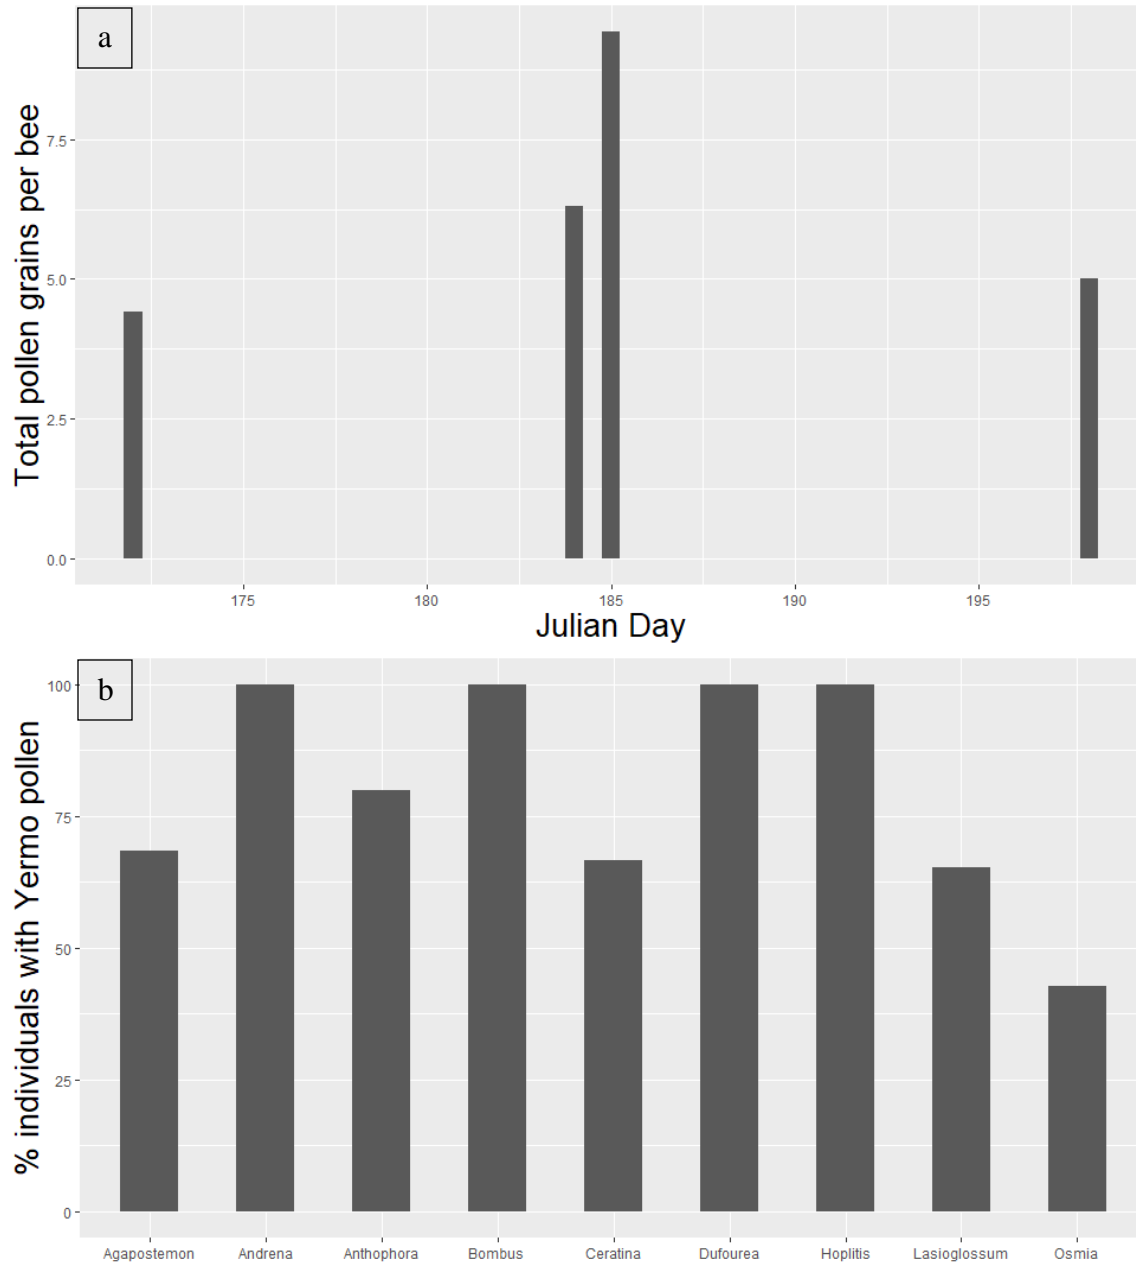 a
Total pollen grains per bee
7.5
5.0
2.5
0.0
175 180 185 190 195
Julian Day
b
% individuals with Yermo pollen
100
75
50
25
0
Agapostemon Andrena Anthophora Bombus Ceratina Dufourea Hoplitis Lasioglossum Osmia